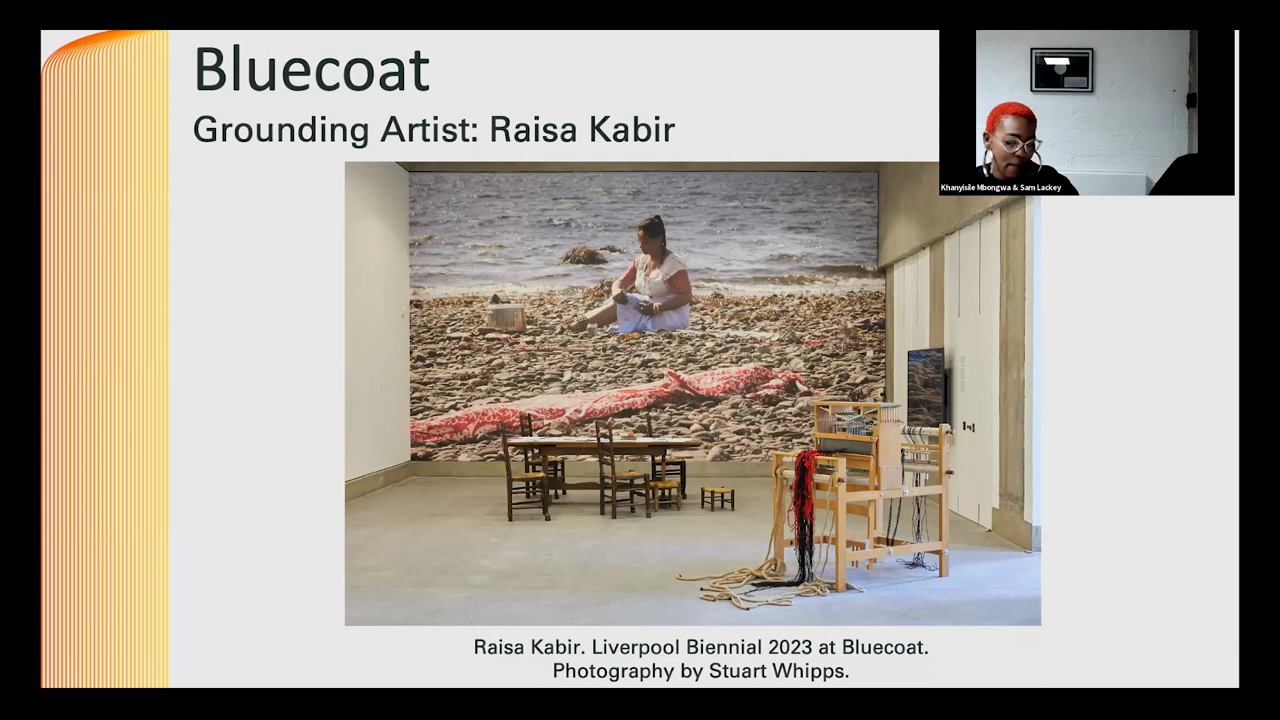 Bluecoat
Grounding Artist: Raisa Kabir
Khanyisile Mbongwa & Sam Lackey
Raisa Kabir. Liverpool Biennial 2023 at Bluecoat.
Photography by Stuart Whipps.